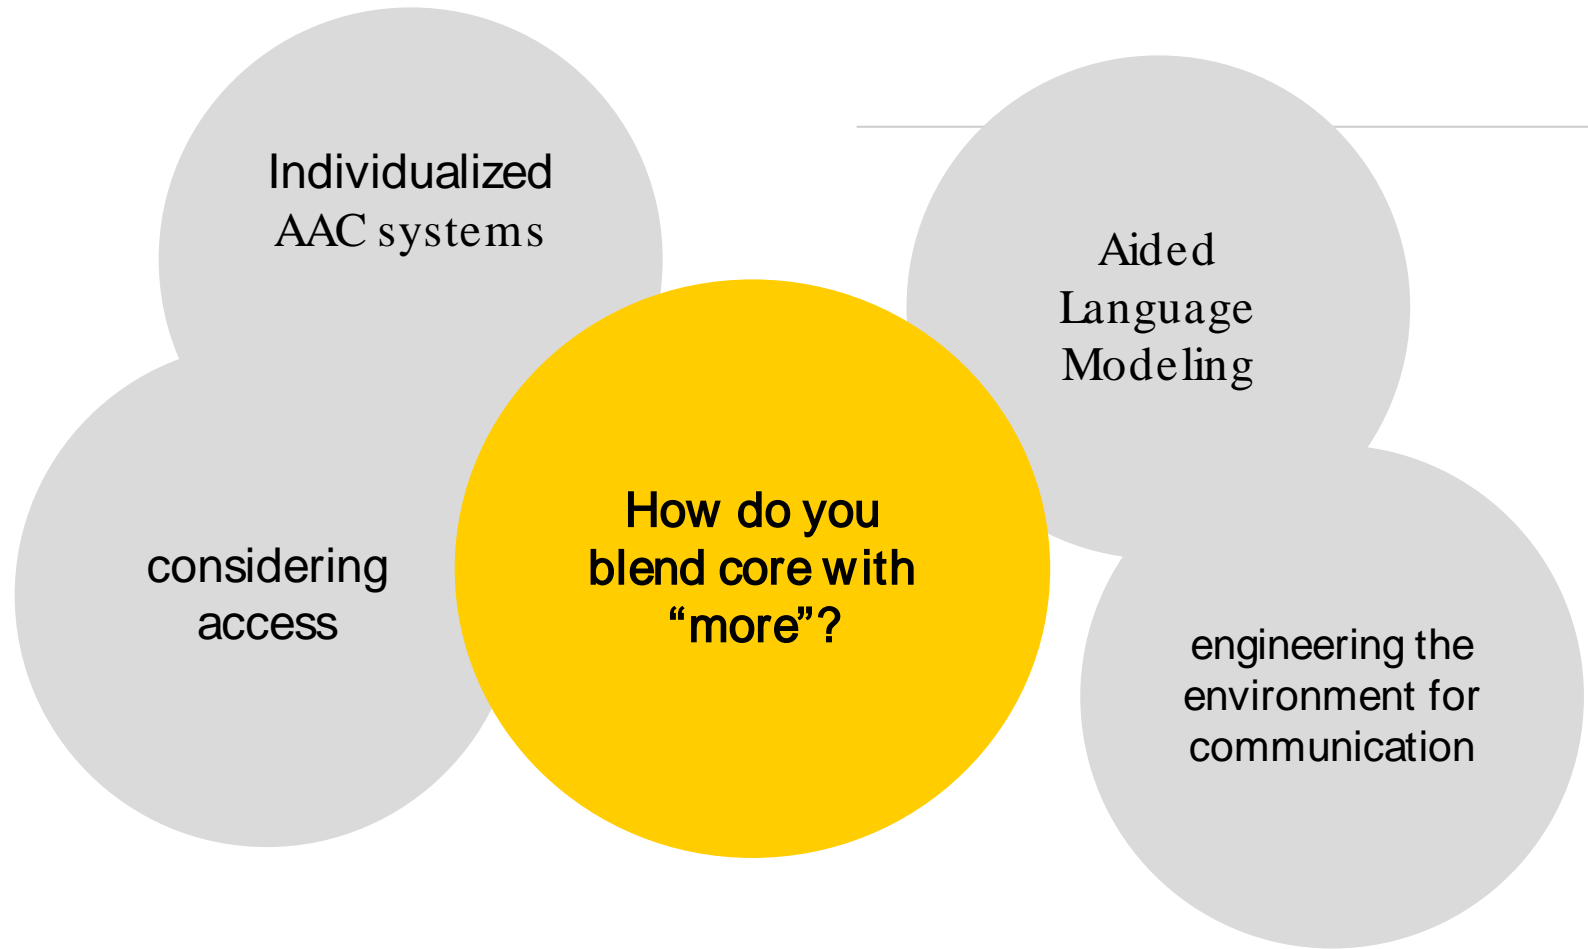 Individualized
AAC systems
considering
access
How do you
blend core with
“more”?
Aided
Language
Modeling
engineering the
environment for
communication